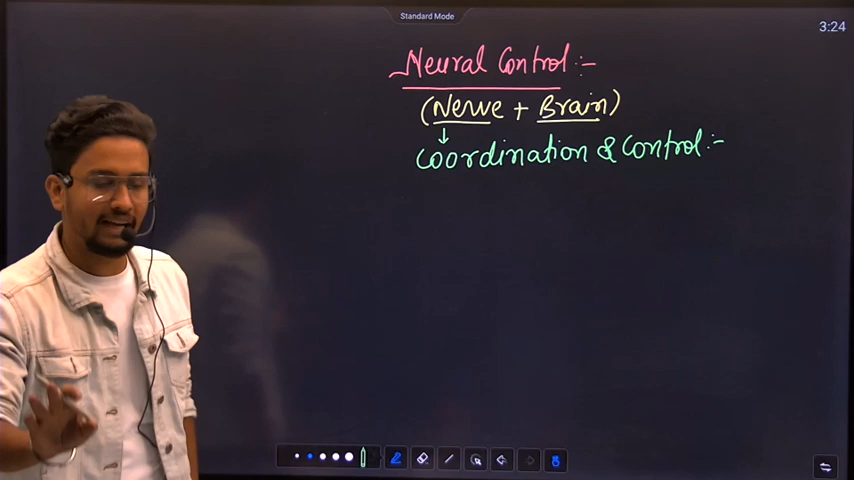 Standard Mode
3:24
Neural Control :-
(Nerve + Brain)
↓
Coordination & Control :-